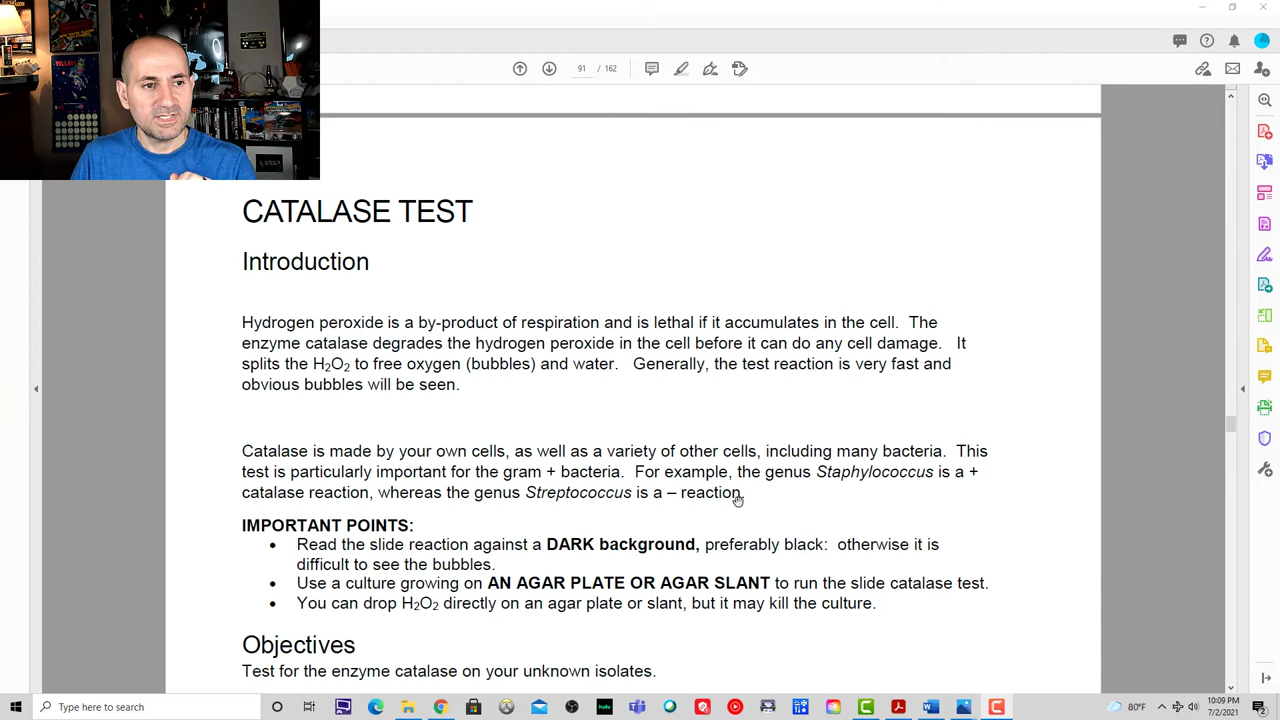 91 / 162
CATALASE TEST
Introduction
Hydrogen peroxide is a by-product of respiration and is lethal if it accumulates in the cell. The
enzyme catalase degrades the hydrogen peroxide in the cell before it can do any cell damage. It
splits the H₂O₂ to free oxygen (bubbles) and water. Generally, the test reaction is very fast and
obvious bubbles will be seen.
Catalase is made by your own cells, as well as a variety of other cells, including many bacteria. This
test is particularly important for the gram + bacteria. For example, the genus Staphylococcus is a +
catalase reaction, whereas the genus Streptococcus is a – reaction.
IMPORTANT POINTS:
• Read the slide reaction against a DARK background, preferably black: otherwise it is
difficult to see the bubbles.
• Use a culture growing on AN AGAR PLATE OR AGAR SLANT to run the slide catalase test.
• You can drop H₂O₂ directly on an agar plate or slant, but it may kill the culture.
Objectives
Test for the enzyme catalase on your unknown isolates.
Type here to search
hulu
80°F
10:09 PM
7/2/2021